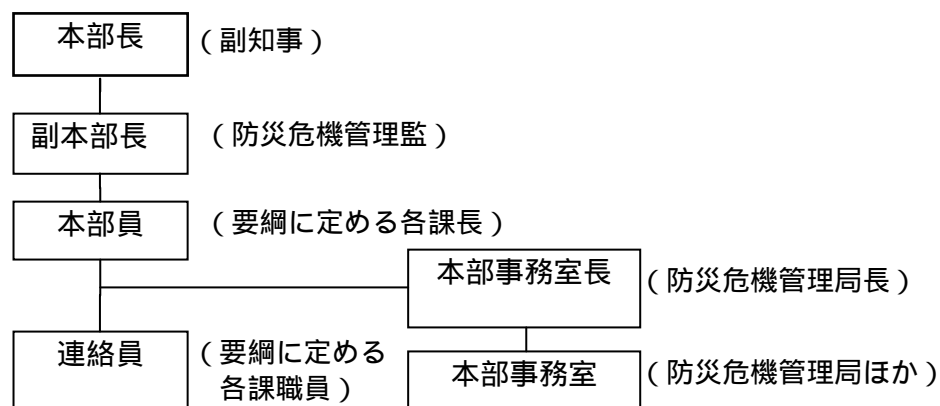 本部長 （副知事）
副本部長 （防災危機管理監）
本部員 （要綱に定める各課長）
本部事務室長 （防災危機管理局長）
連絡員 （要綱に定める
各課職員）
本部事務室 （防災危機管理局ほか）